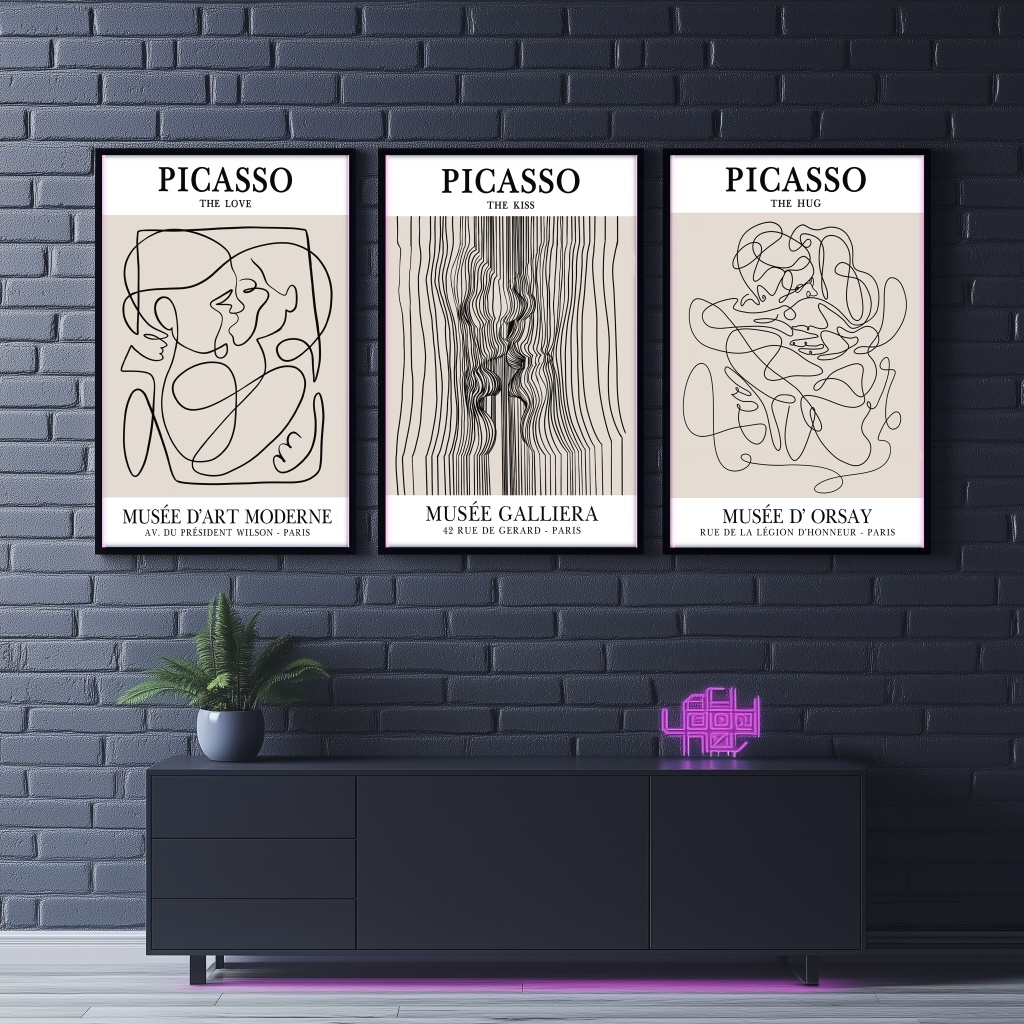 PICASSO
THE LOVE
MUSÉE D'ART MODERNE
AV. DU PRÉSIDENT WILSON - PARIS
PICASSO
THE KISS
MUSÉE GALLIERA
42 RUE DE GERARD - PARIS
PICASSO
THE HUG
MUSÉE D' ORSAY
RUE DE LA LÉGION D'HONNEUR - PARIS